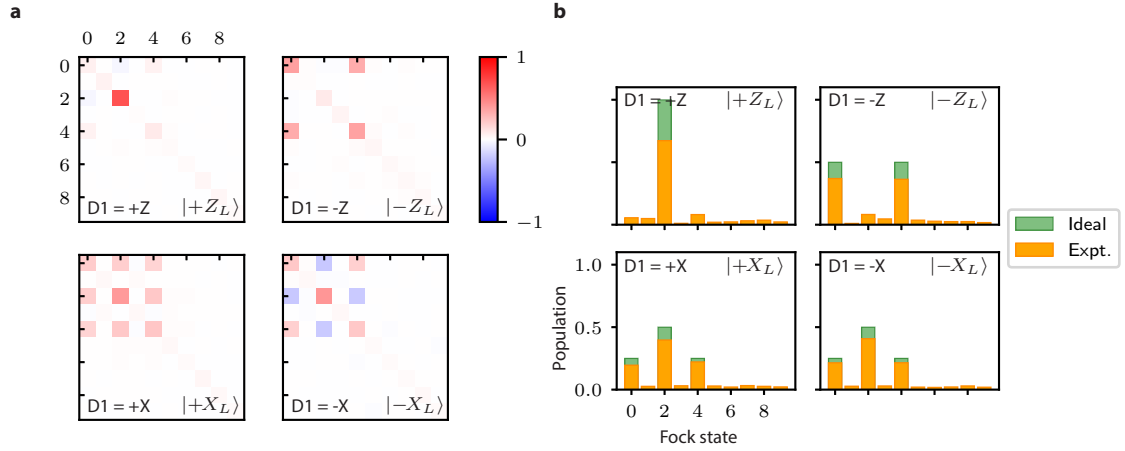 a
0 2 4 6 8
0
2
4
6
8
D1 = +Z |+Z_L⟩
D1 = -Z |−Z_L⟩
1
0
−1
D1 = +X |+X_L⟩
D1 = -X |−X_L⟩
b
D1 = +Z |+Z_L⟩
D1 = -Z |−Z_L⟩
Ideal
Expt.
D1 = +X |+X_L⟩
D1 = -X |−X_L⟩
1.0
0.5
0.0
Population
0 2 4 6 8
Fock state